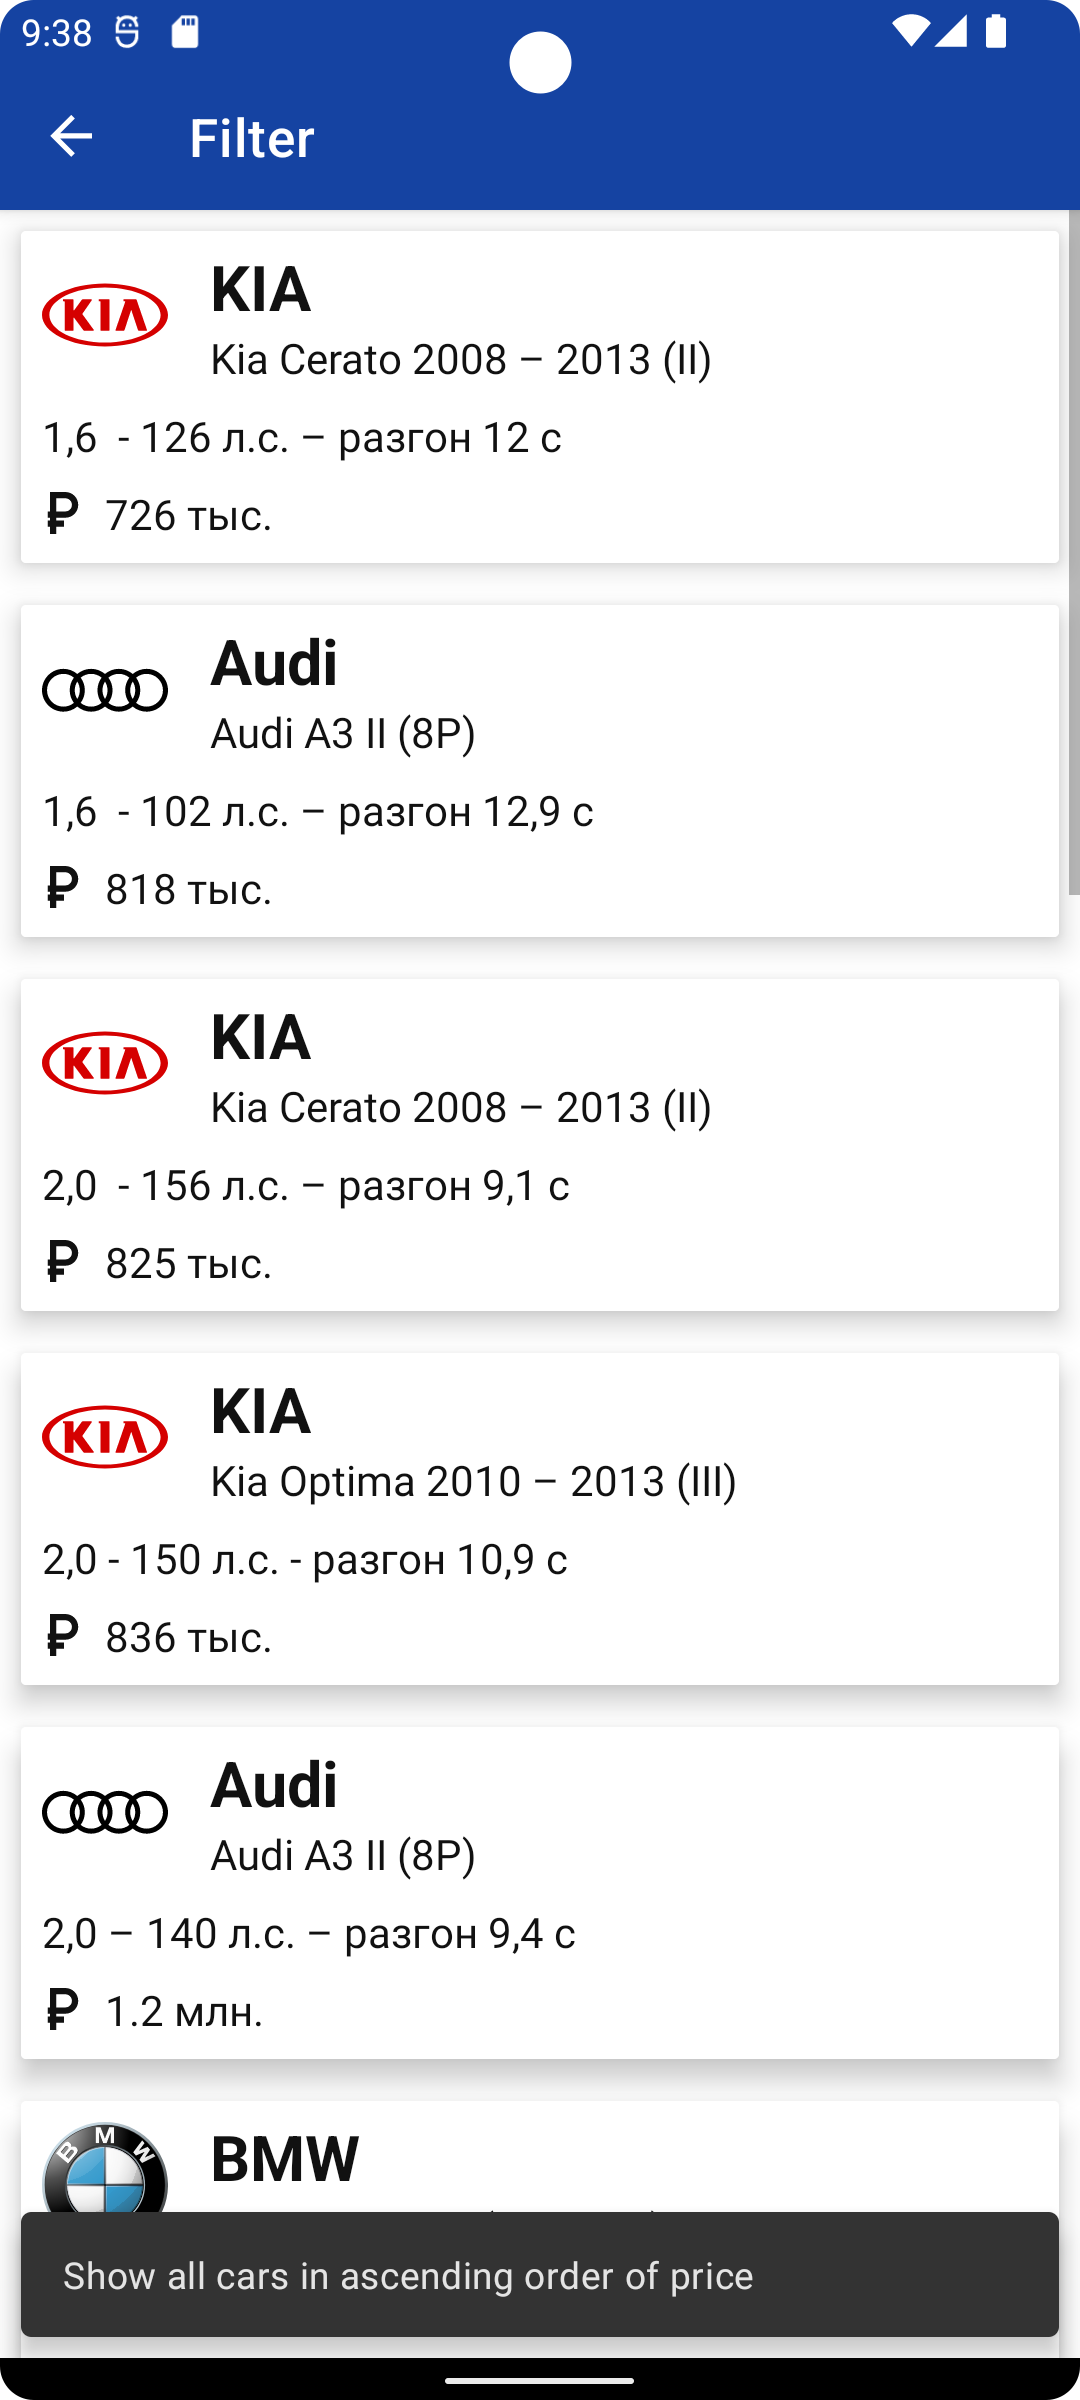 9:38
Filter
KIA
KIA
Kia Cerato 2008 – 2013 (II)
1,6  - 126 л.с. – разгон 12 с
₽ 726 тыс.
Audi
Audi A3 II (8P)
1,6  - 102 л.с. – разгон 12,9 с
₽ 818 тыс.
KIA
KIA
Kia Cerato 2008 – 2013 (II)
2,0  - 156 л.с. – разгон 9,1 с
₽ 825 тыс.
KIA
KIA
Kia Optima 2010 – 2013 (III)
2,0 - 150 л.с. - разгон 10,9 с
₽ 836 тыс.
Audi
Audi A3 II (8P)
2,0 – 140 л.с. – разгон 9,4 с
₽ 1.2 млн.
BMW
BMW
Show all cars in ascending order of price